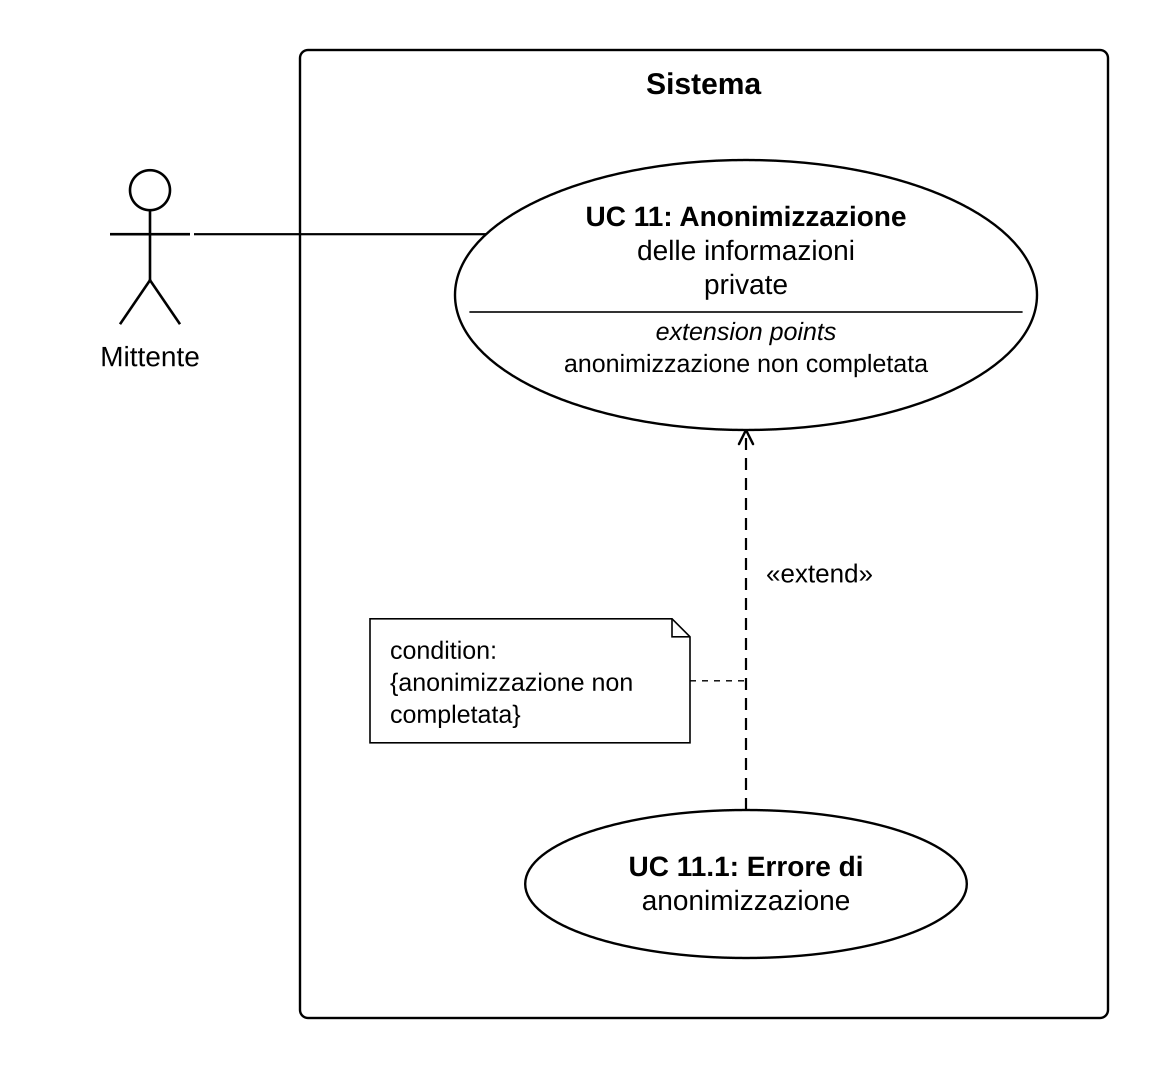 Sistema
UC 11: Anonimizzazione
delle informazioni
private
extension points
anonimizzazione non completata
Mittente
«extend»
condition:
{anonimizzazione non
completata}
UC 11.1: Errore di
anonimizzazione